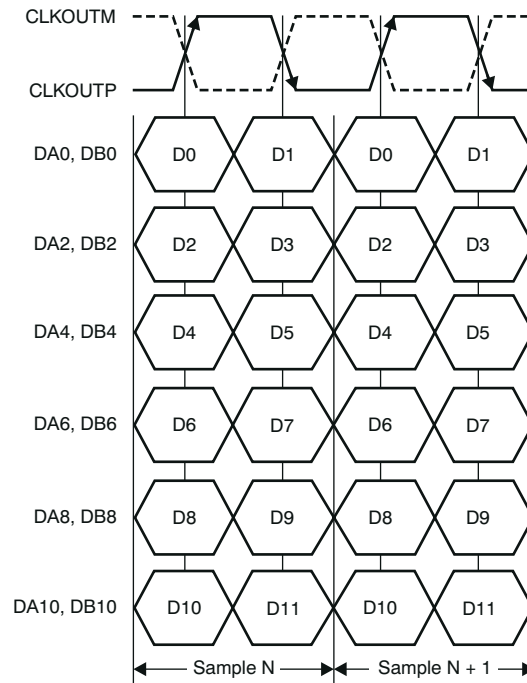 CLKOUTM
CLKOUTP
DA0, DB0 D0 D1 D0 D1
DA2, DB2 D2 D3 D2 D3
DA4, DB4 D4 D5 D4 D5
DA6, DB6 D6 D7 D6 D7
DA8, DB8 D8 D9 D8 D9
DA10, DB10 D10 D11 D10 D11
Sample N Sample N + 1